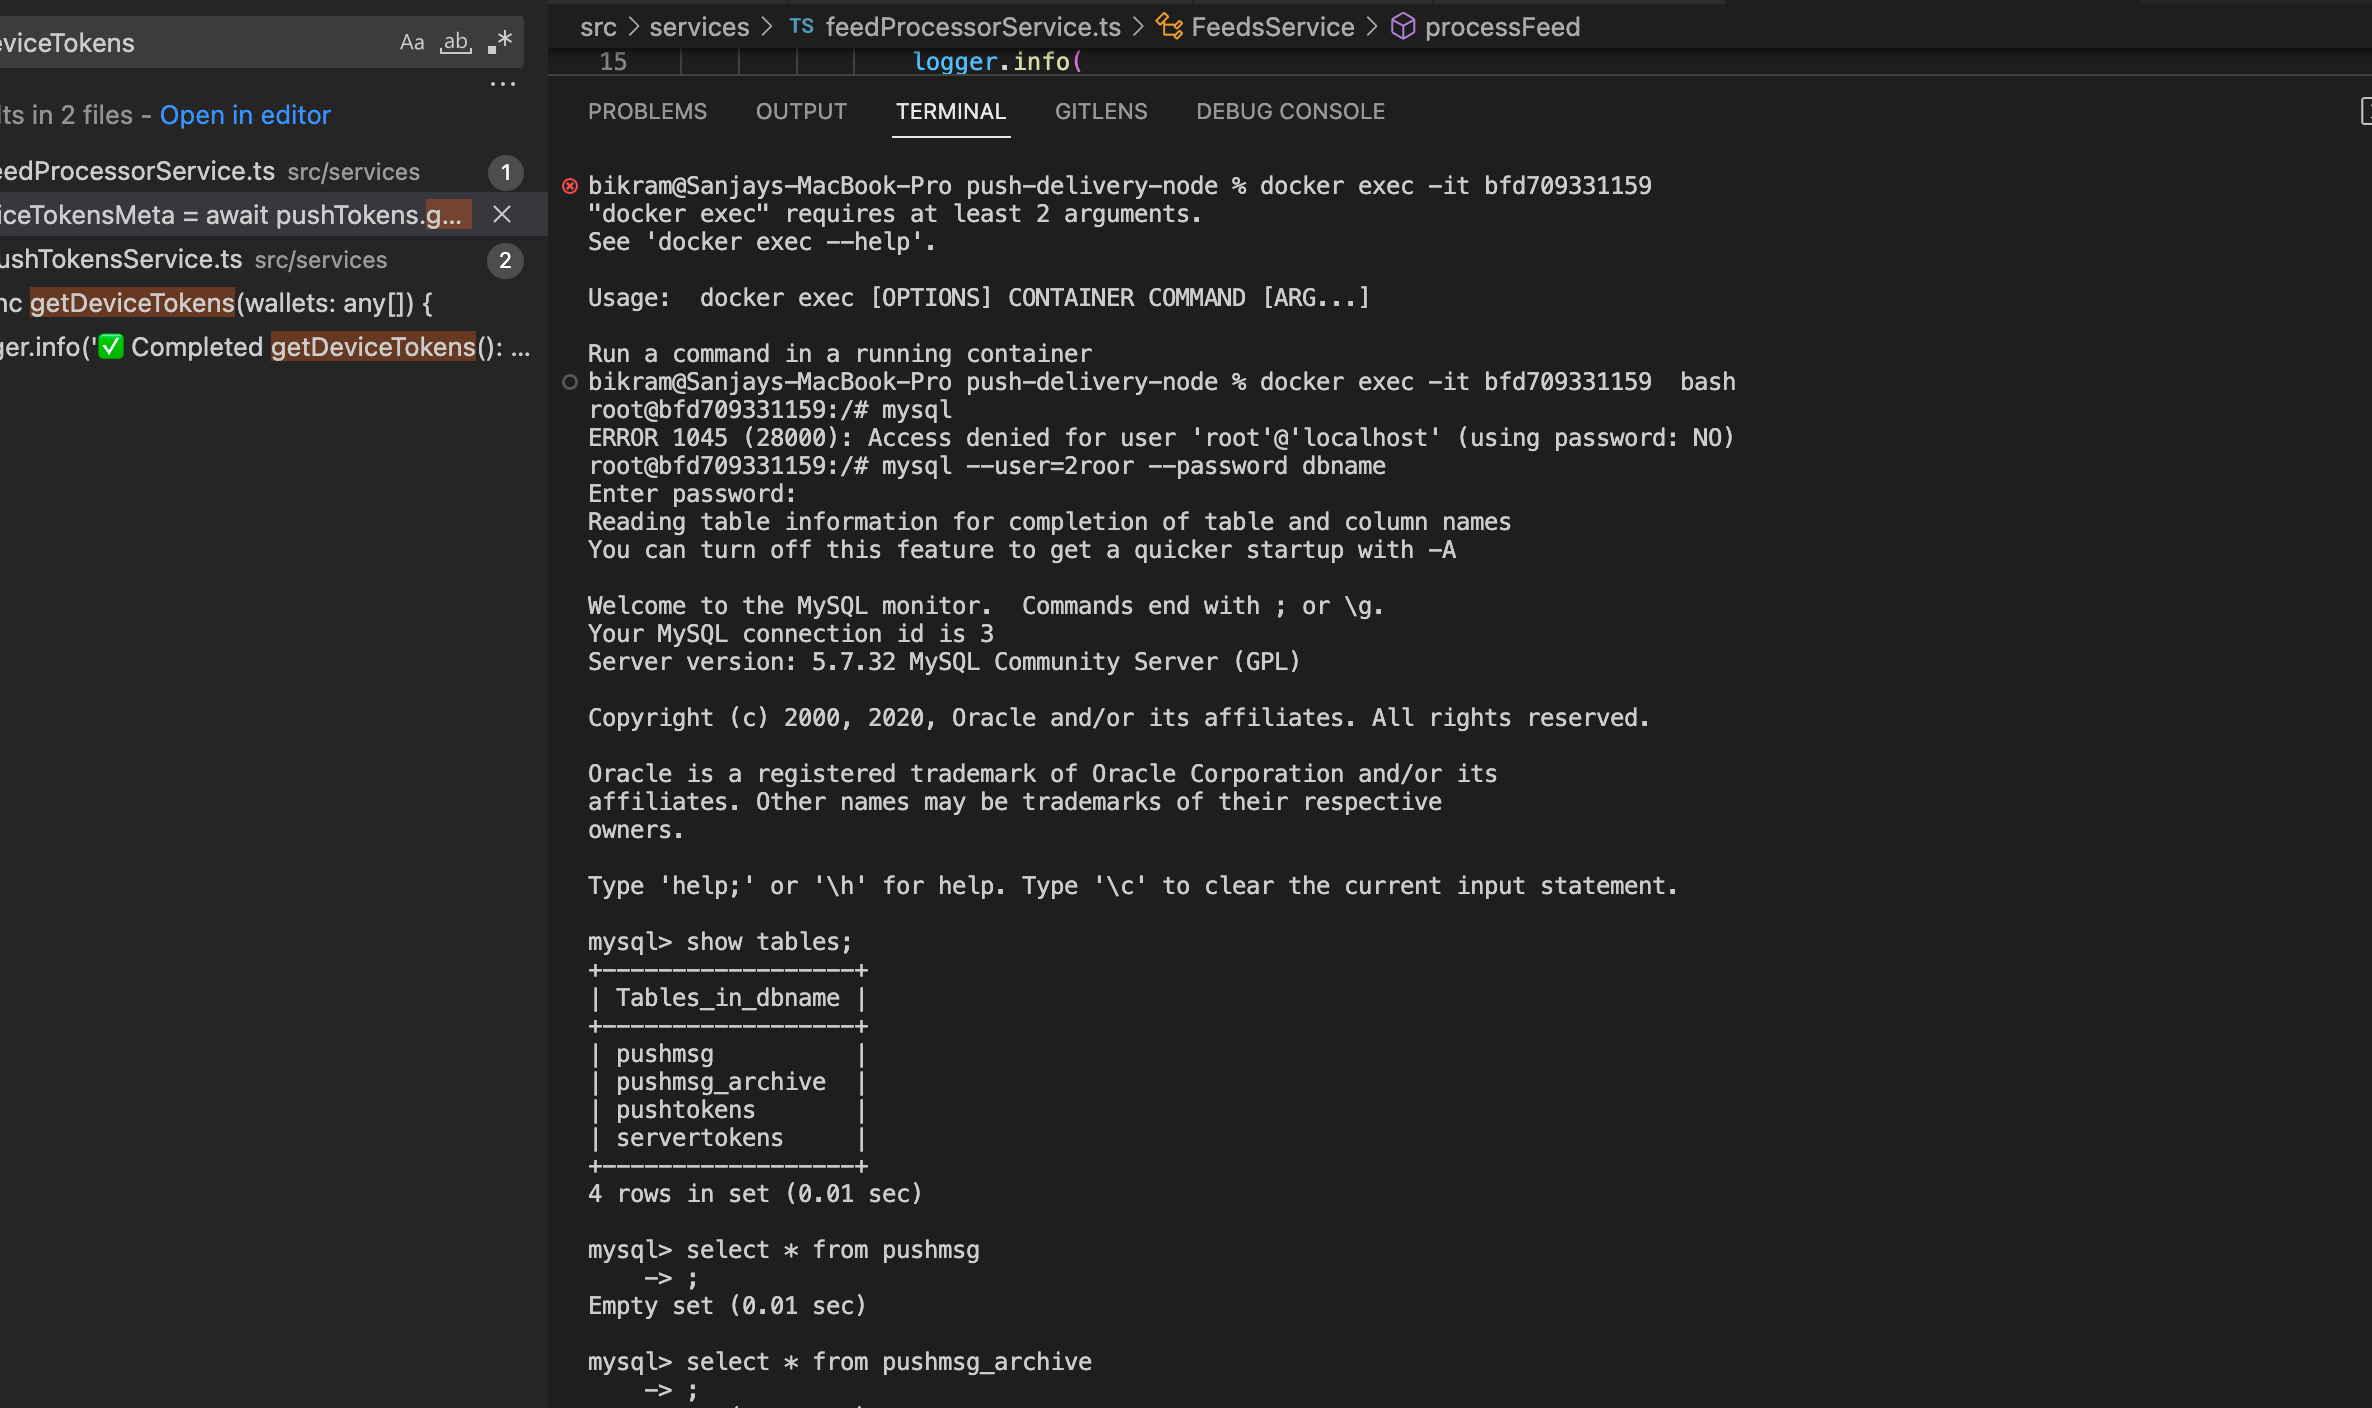 eviceTokens Aa ab .*
...
lts in 2 files - Open in editor
eedProcessorService.ts src/services 1
iceTokensMeta = await pushTokens.g...
ushTokensService.ts src/services 2
nc getDeviceTokens(wallets: any[]) {
ger.info('✅ Completed getDeviceTokens(): ...
src > services > TS feedProcessorService.ts > FeedsService > processFeed
15 logger.info(
PROBLEMS OUTPUT TERMINAL GITLENS DEBUG CONSOLE
bikram@Sanjays-MacBook-Pro push-delivery-node % docker exec -it bfd709331159
"docker exec" requires at least 2 arguments.
See 'docker exec --help'.
Usage:  docker exec [OPTIONS] CONTAINER COMMAND [ARG...]
Run a command in a running container
bikram@Sanjays-MacBook-Pro push-delivery-node % docker exec -it bfd709331159  bash
root@bfd709331159:/# mysql
ERROR 1045 (28000): Access denied for user 'root'@'localhost' (using password: NO)
root@bfd709331159:/# mysql --user=2roor --password dbname
Enter password:
Reading table information for completion of table and column names
You can turn off this feature to get a quicker startup with -A
Welcome to the MySQL monitor.  Commands end with ; or \g.
Your MySQL connection id is 3
Server version: 5.7.32 MySQL Community Server (GPL)
Copyright (c) 2000, 2020, Oracle and/or its affiliates. All rights reserved.
Oracle is a registered trademark of Oracle Corporation and/or its
affiliates. Other names may be trademarks of their respective
owners.
Type 'help;' or '\h' for help. Type '\c' to clear the current input statement.
mysql> show tables;
+------------------+
| Tables_in_dbname |
+------------------+
| pushmsg          |
| pushmsg_archive  |
| pushtokens       |
| servertokens     |
+------------------+
4 rows in set (0.01 sec)
mysql> select * from pushmsg
    -> ;
Empty set (0.01 sec)
mysql> select * from pushmsg_archive
    -> ;